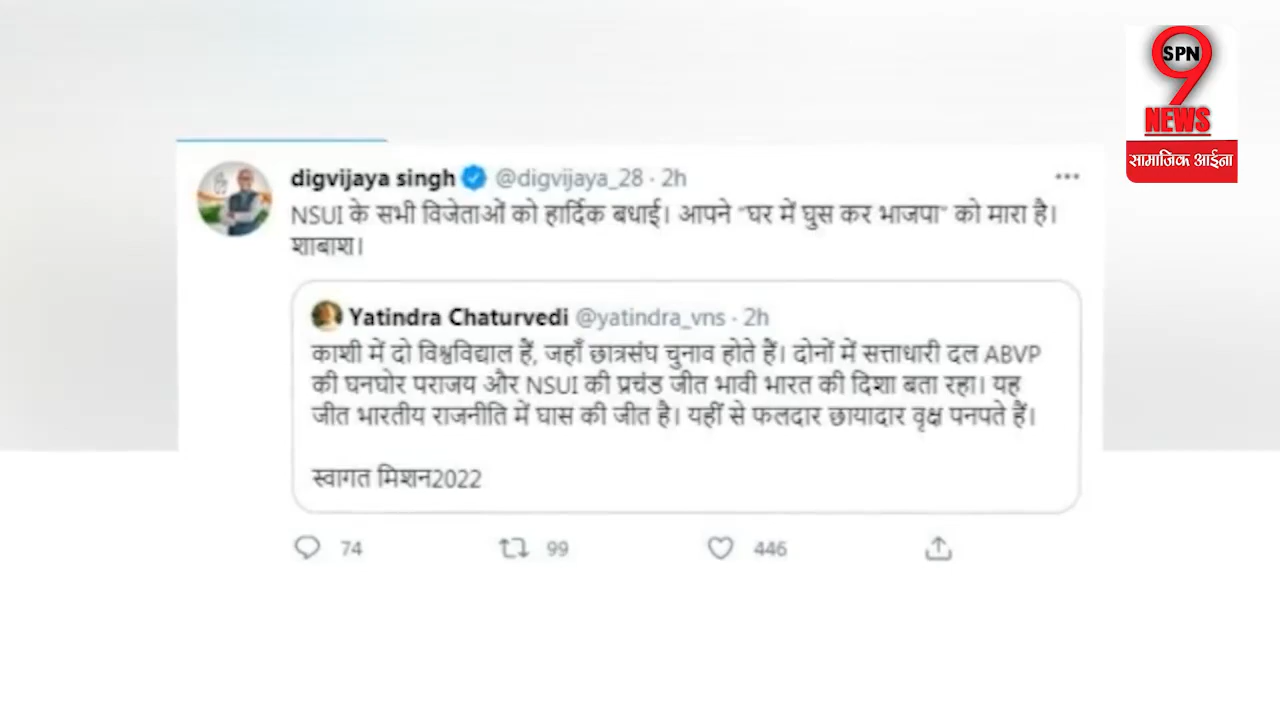 SPN
9
NEWS
सामाजिक आईना
digvijaya singh @digvijaya_28 · 2h
NSUI के सभी विजेताओं को हार्दिक बधाई। आपने "घर में घुस कर भाजपा" को मारा है।
शाबाश।
Yatindra Chaturvedi @yatindra_vns · 2h
काशी में दो विश्वविद्याल हैं, जहाँ छात्रसंघ चुनाव होते हैं। दोनों में सत्ताधारी दल ABVP
की घनघोर पराजय और NSUI की प्रचंड जीत भावी भारत की दिशा बता रहा। यह
जीत भारतीय राजनीति में घास की जीत है। यहीं से फलदार छायादार वृक्ष पनपते हैं।
स्वागत मिशन2022
74 99 446